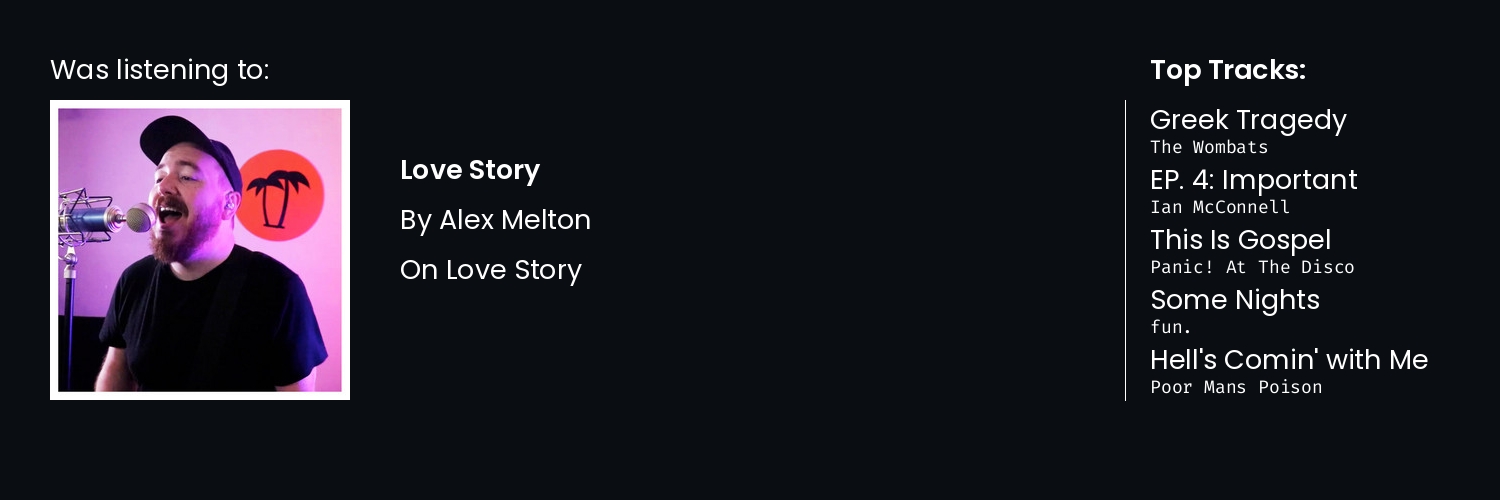 Was listening to:
Love Story
By Alex Melton
On Love Story
Top Tracks:
Greek Tragedy
The Wombats
EP. 4: Important
Ian McConnell
This Is Gospel
Panic! At The Disco
Some Nights
fun.
Hell's Comin' with Me
Poor Mans Poison